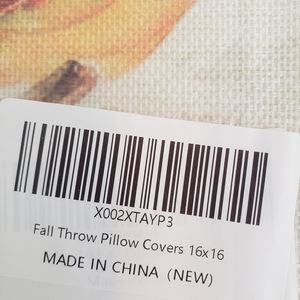 X002XTAYP3
Fall Throw Pillow Covers 16x16
MADE IN CHINA（NEW）